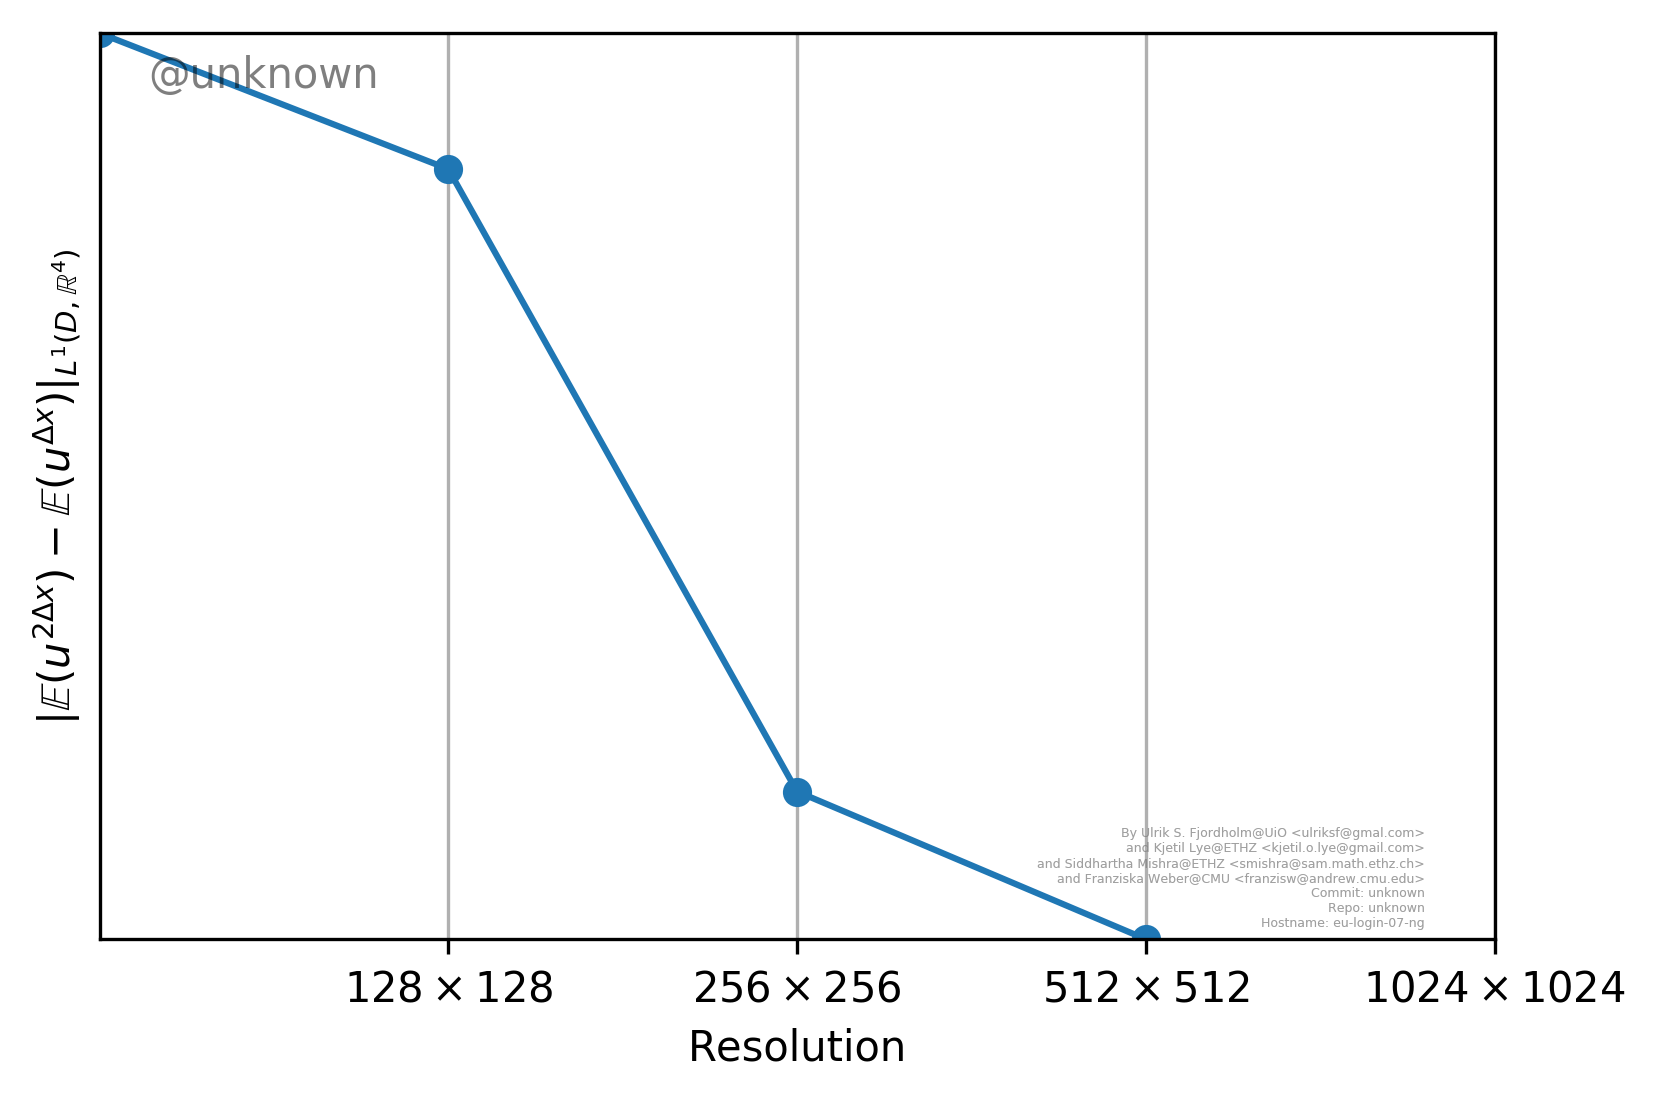 @unknown
|𝔼(u^{2Δx}) − 𝔼(u^{Δx})|_{L^1(D, ℝ^4)}
By Ulrik S. Fjordholm@UiO <ulriksf@gmal.com>
and Kjetil Lye@ETHZ <kjetil.o.lye@gmail.com>
and Siddhartha Mishra@ETHZ <smishra@sam.math.ethz.ch>
and Franziska Weber@CMU <franzisw@andrew.cmu.edu>
Commit: unknown
Repo: unknown
Hostname: eu-login-07-ng
128 × 128 256 × 256 512 × 512 1024 × 1024
Resolution